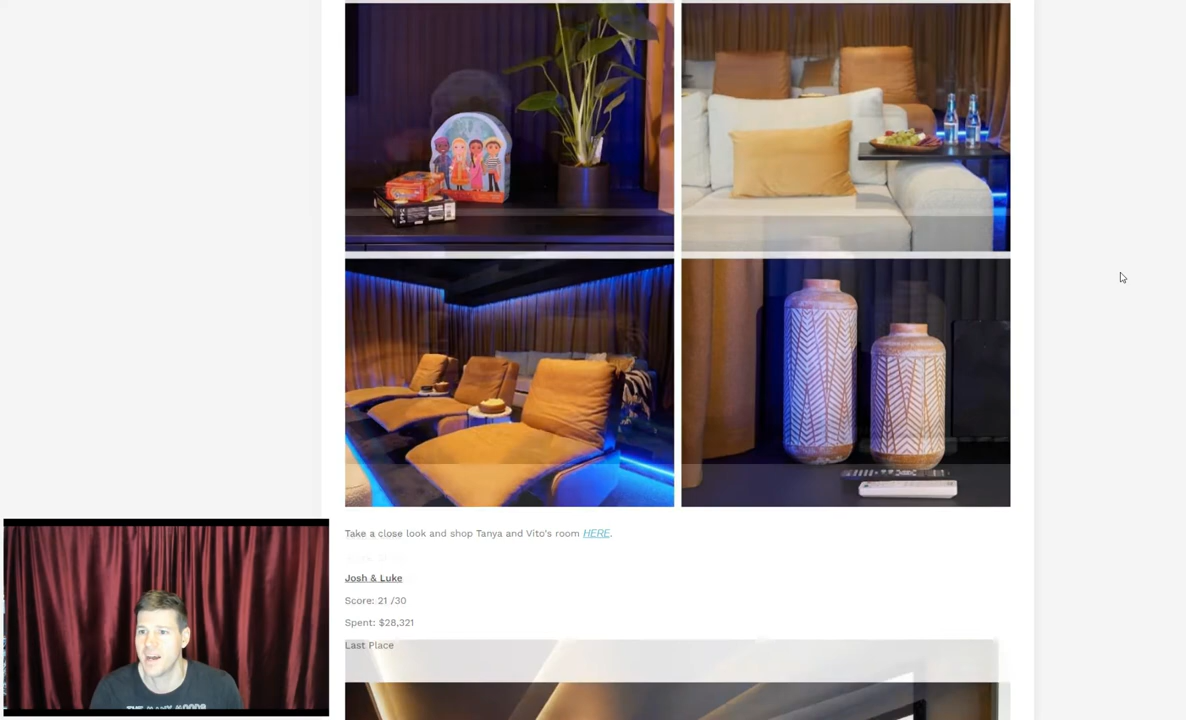 Take a close look and shop Tanya and Vito's room HERE.
Josh & Luke
Score: 21 /30
Spent: $28,321
Last Place